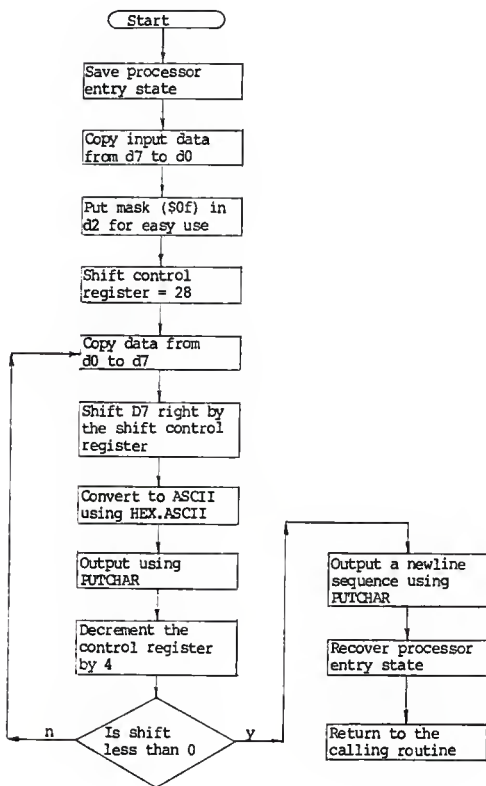 Start
Save processor
entry state
Copy input data
from d7 to d0
Put mask ($0f) in
d2 for easy use
Shift control
register = 28
Copy data from
d0 to d7
Shift D7 right by
the shift control
register
Convert to ASCII
using HEX.ASCII
Output using
PUTCHAR
Decrement the
control register
by 4
Is shift
less than 0
n
y
Output a newline
sequence using
PUTCHAR
Recover processor
entry state
Return to the
calling routine